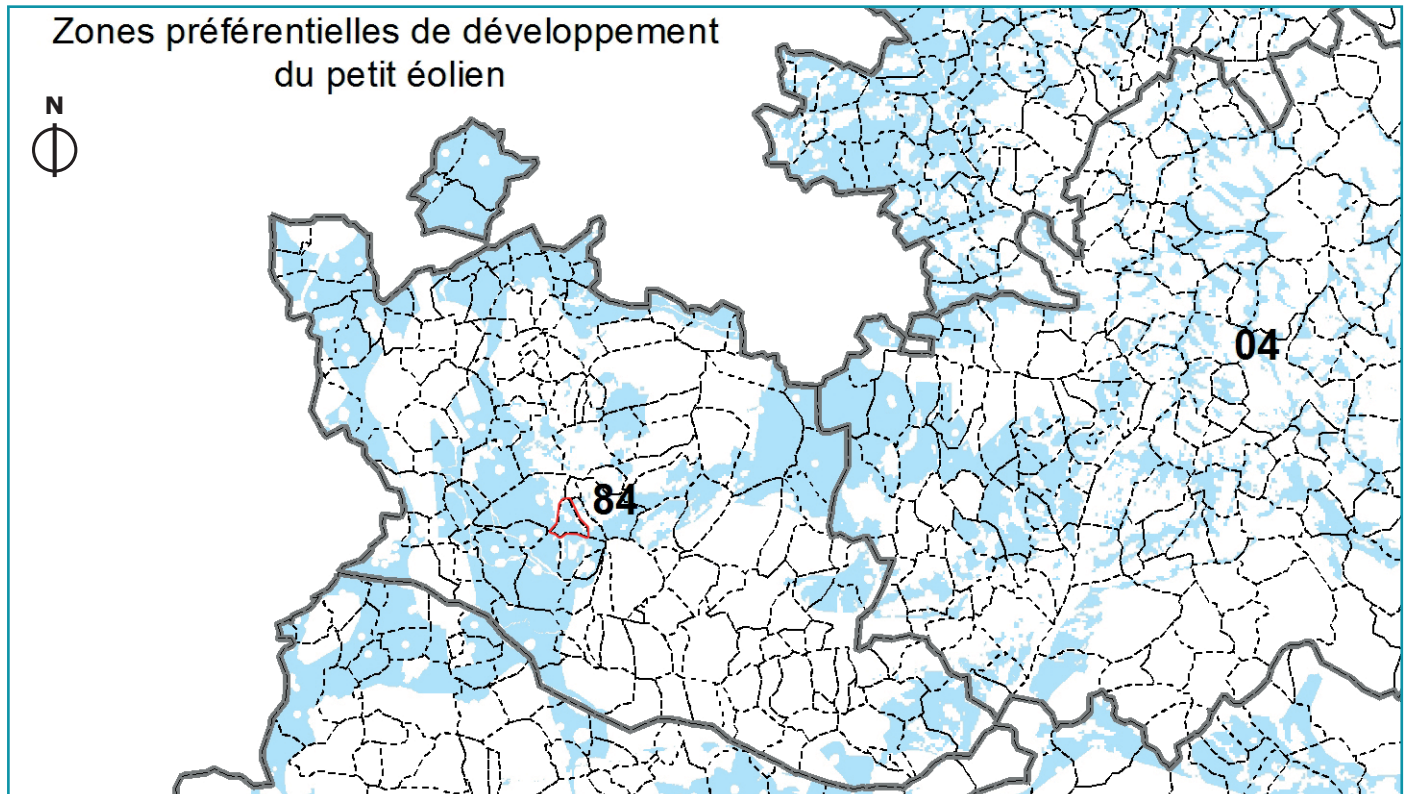 Zones préférentielles de développement
du petit éolien
N
04
84